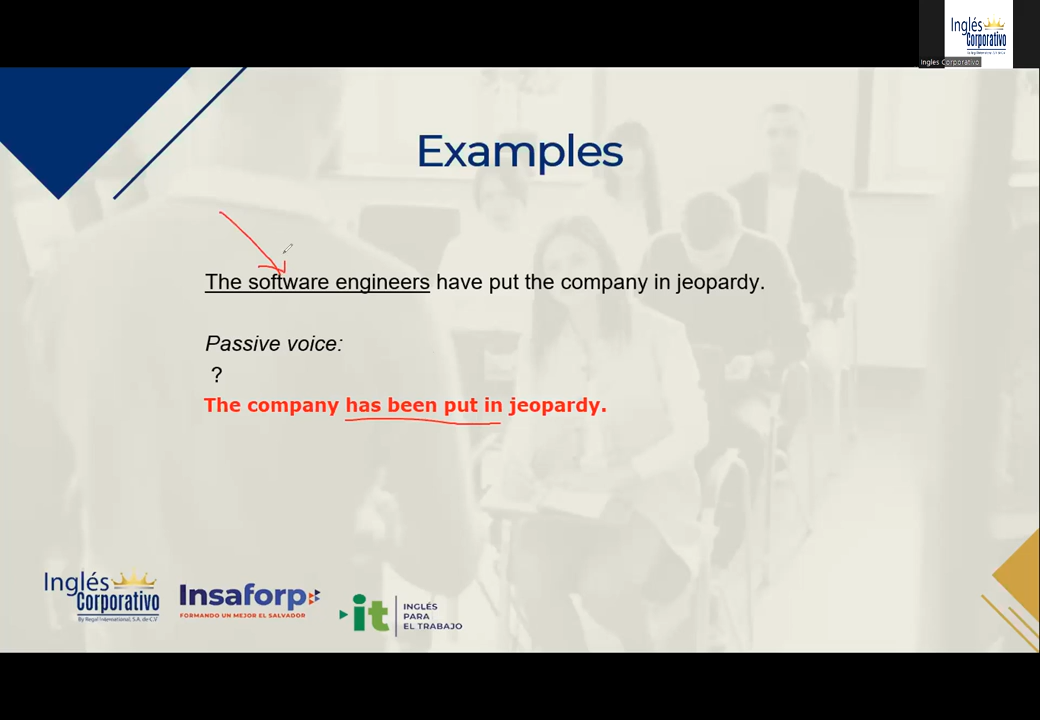 Inglés
Corporativo
Ingles Corporativo
Examples
The software engineers have put the company in jeopardy.
Passive voice:
?
The company has been put in jeopardy.
Inglés
Corporativo
By Regal International, S.A. de C.V
Insaforp
FORMANDO UN MEJOR EL SALVADOR
it
INGLÉS
PARA
EL TRABAJO